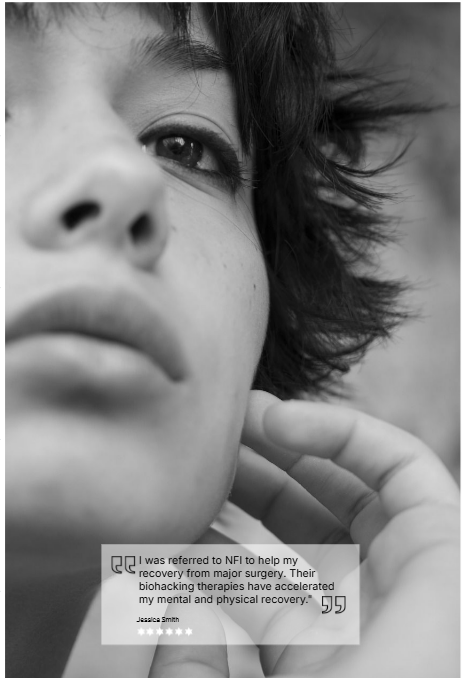 I was referred to NFI to help my
recovery from major surgery. Their
biohacking therapies have accelerated
my mental and physical recovery."
Jessica Smith